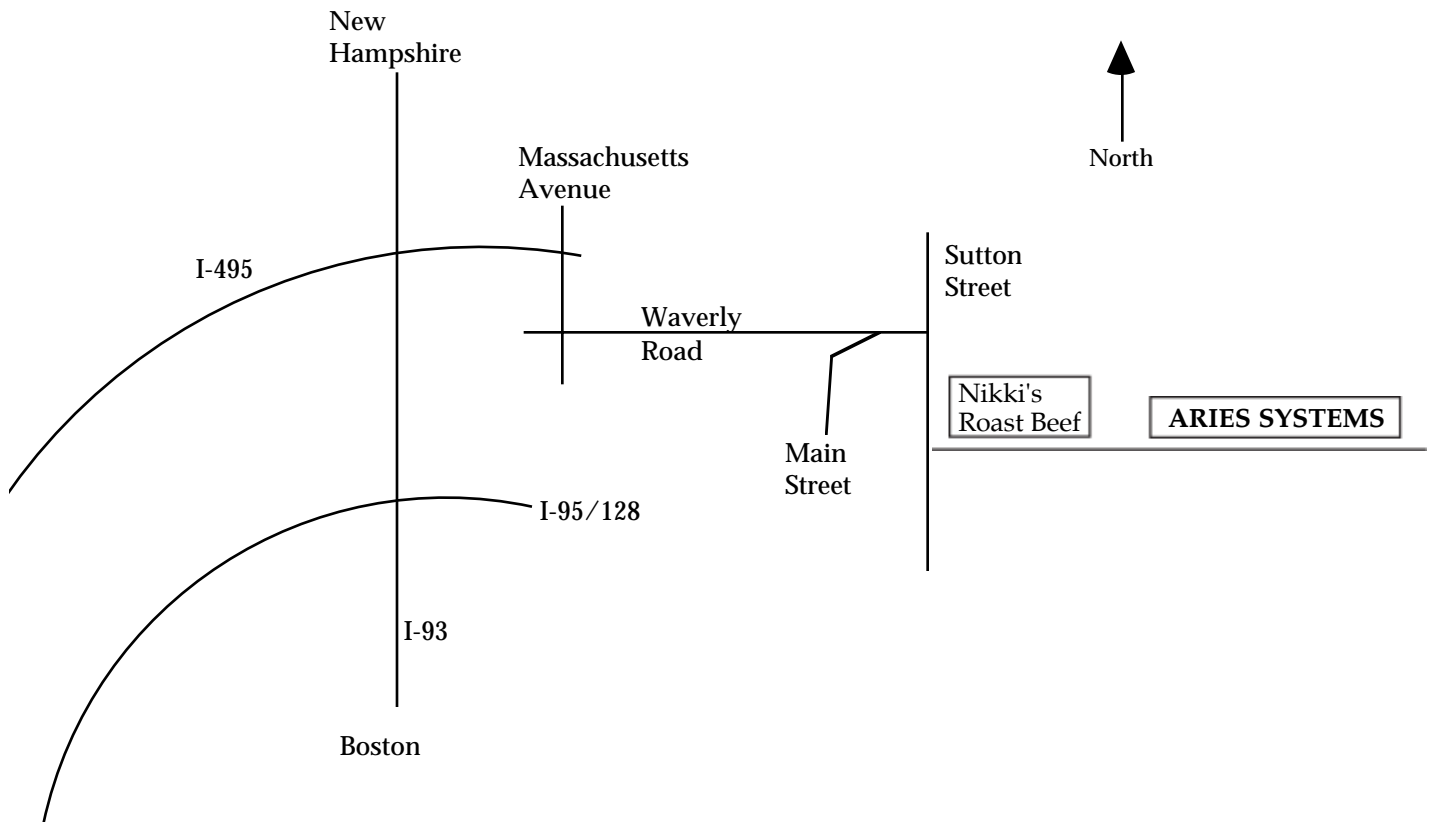 New
Hampshire
North
Massachusetts
Avenue
I-495
Sutton
Street
Waverly
Road
Nikki's
Roast Beef
ARIES SYSTEMS
Main
Street
I-95/128
I-93
Boston